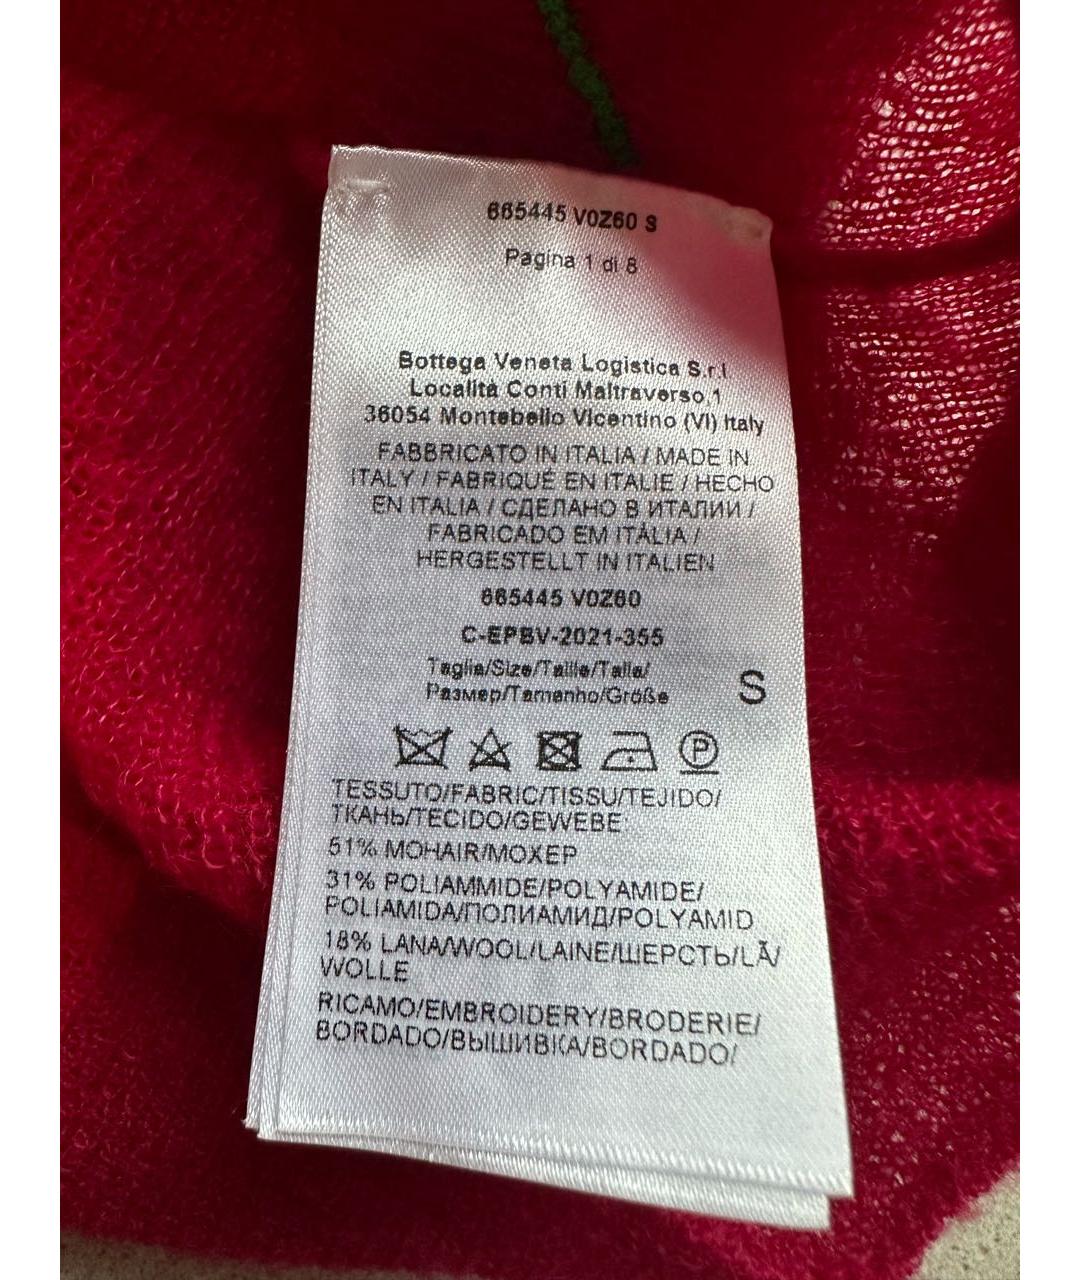 665445 V0Z60 S
Pagina 1 di 8
Bottega Veneta Logistica S.r.l
Località Conti Maltraverso 1
36054 Montebello Vicentino (VI) Italy
FABBRICATO IN ITALIA / MADE IN
ITALY / FABRIQUÉ EN ITALIE / HECHO
EN ITALIA / СДЕЛАНО В ИТАЛИИ /
FABRICADO EM ITÁLIA /
HERGESTELLT IN ITALIEN
665445 V0Z60
C-EPBV-2021-355
Taglia/Size/Taille/Talla/
Размер/Tamanho/Größe
S
P
TESSUTO/FABRIC/TISSU/TEJIDO/
ТКАНЬ/TECIDO/GEWEBE
51% MOHAIR/МОХЕР
31% POLIAMMIDE/POLYAMIDE/
POLIAMIDA/ПОЛИАМИД/POLYAMID
18% LANA/WOOL/LAINE/ШЕРСТЬ/LÃ/
WOLLE
RICAMO/EMBROIDERY/BRODERIE/
BORDADO/ВЫШИВКА/BORDADO/